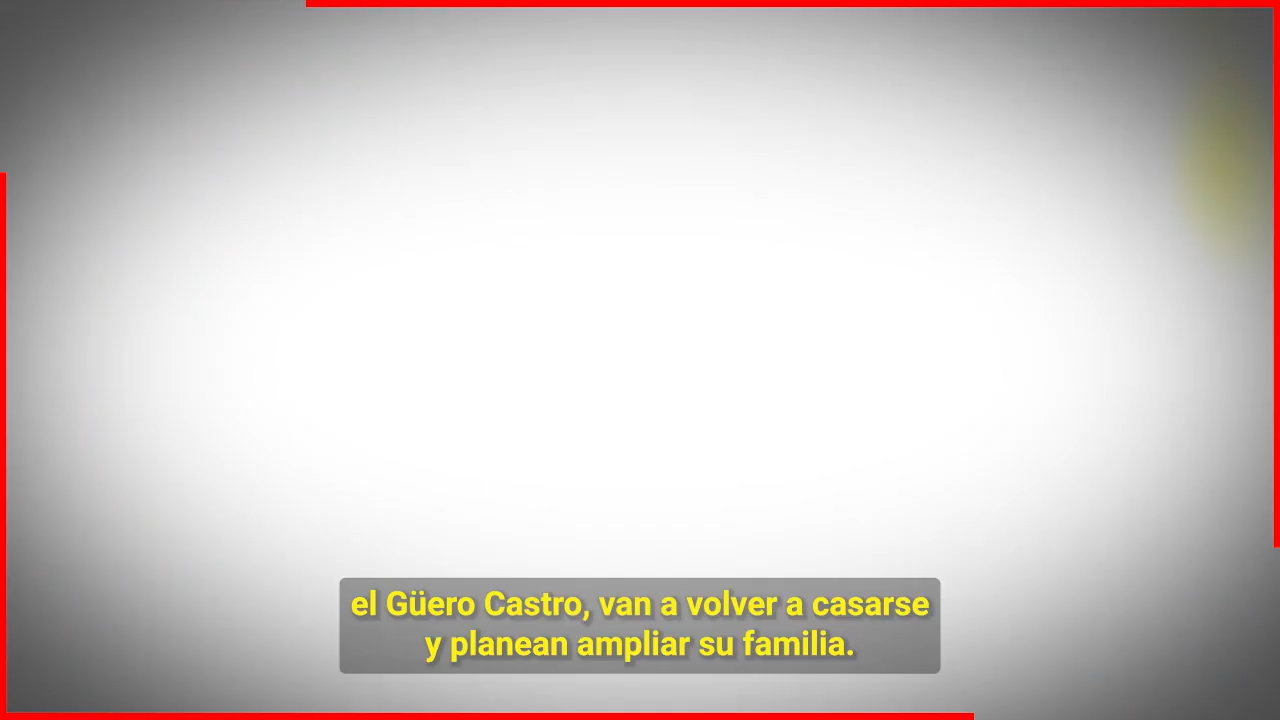 el Güero Castro, van a volver a casarse
y planean ampliar su familia.